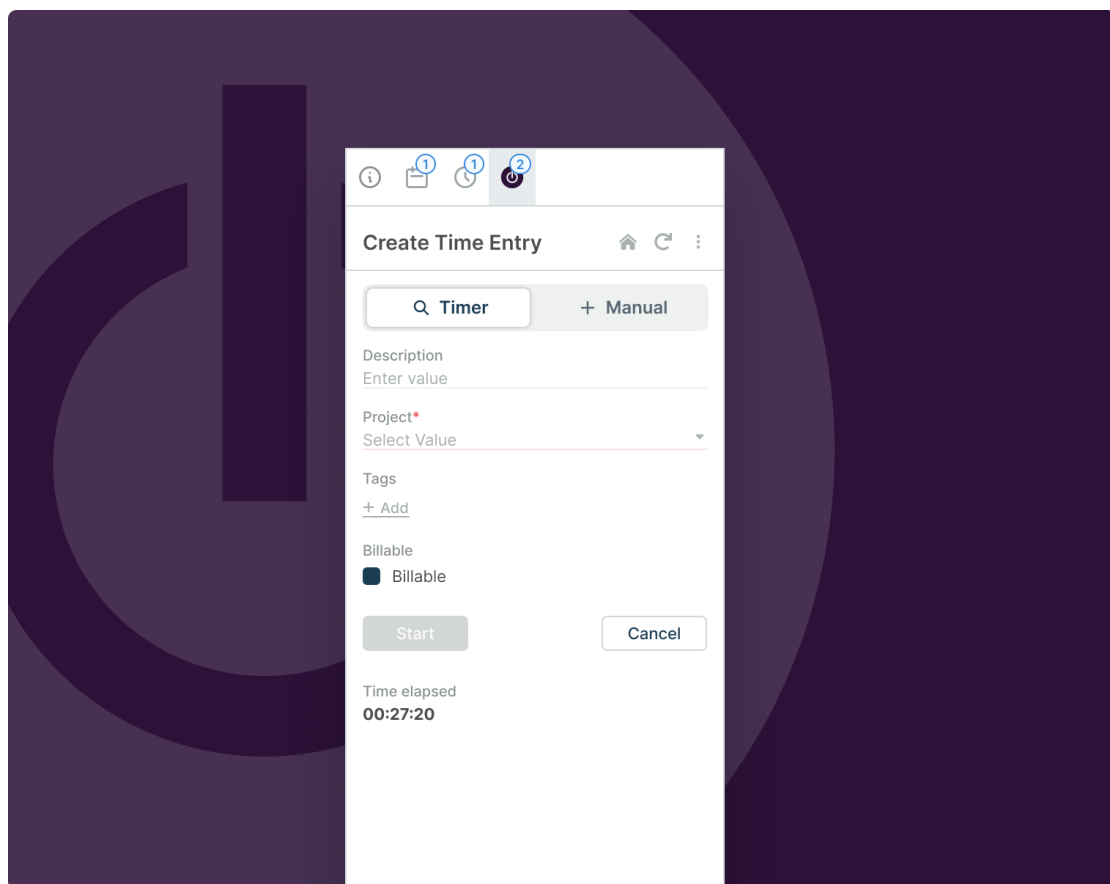 1 1 2
Create Time Entry
Timer + Manual
Description
Enter value
Project*
Select Value
Tags
+ Add
Billable
Billable
Start Cancel
Time elapsed
00:27:20